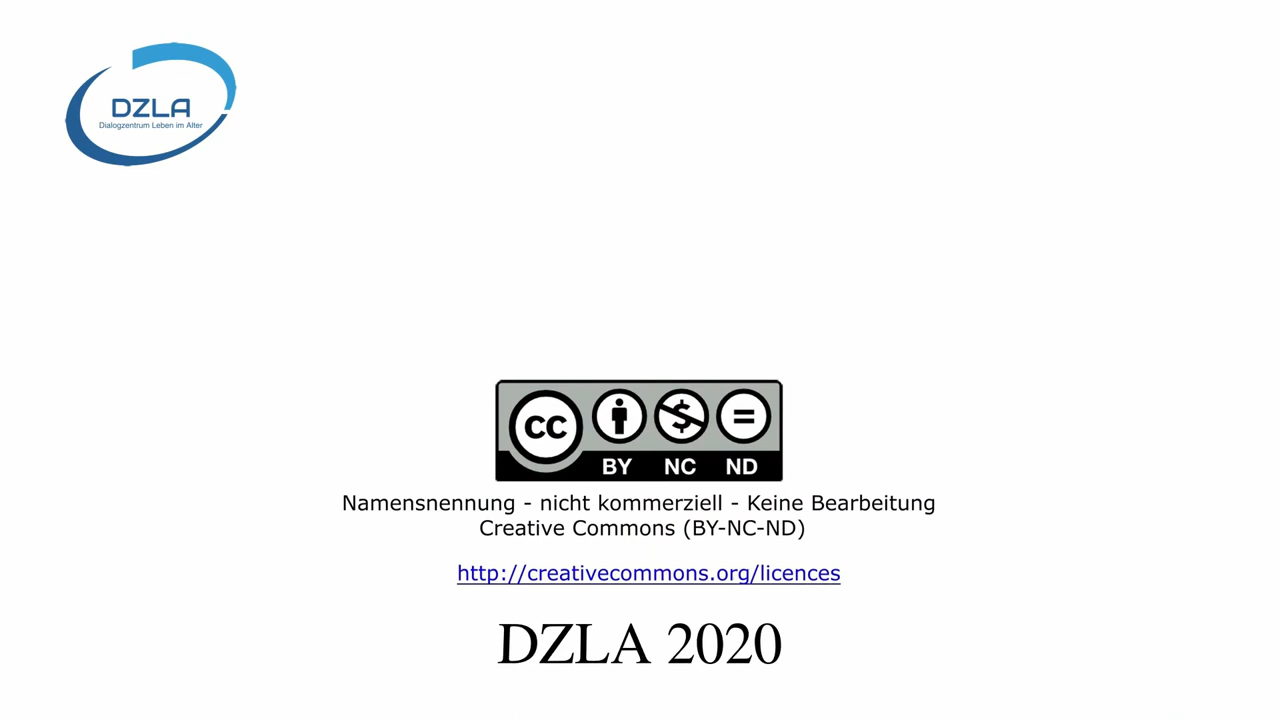 DZLA
Dialogzentrum Leben im Alter
CC
BY NC ND
Namensnennung - nicht kommerziell - Keine Bearbeitung
Creative Commons (BY-NC-ND)
http://creativecommons.org/licences
DZLA 2020